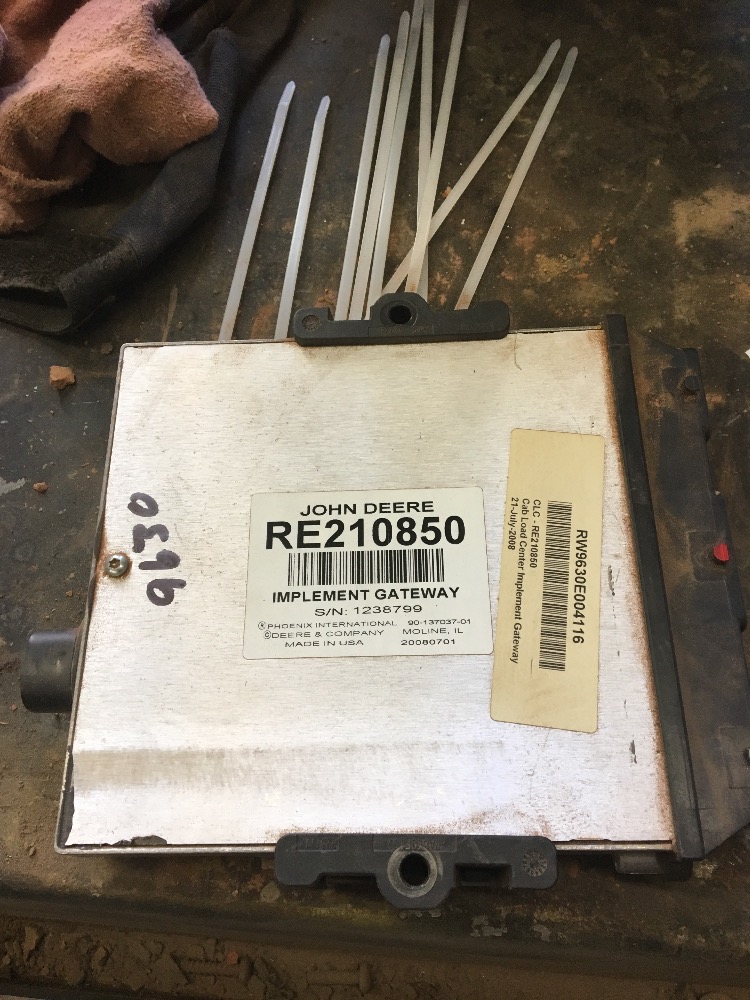 JOHN DEERE
RE210850
IMPLEMENT GATEWAY
S/N: 1238799
PHOENIX INTERNATIONAL 90-137037-01
©DEERE & COMPANY MOLINE, IL
MADE IN USA 20080701
RW9630E004116
CLC - RE210850
Cab Load Center Implement Gateway
21-July-2008
9630